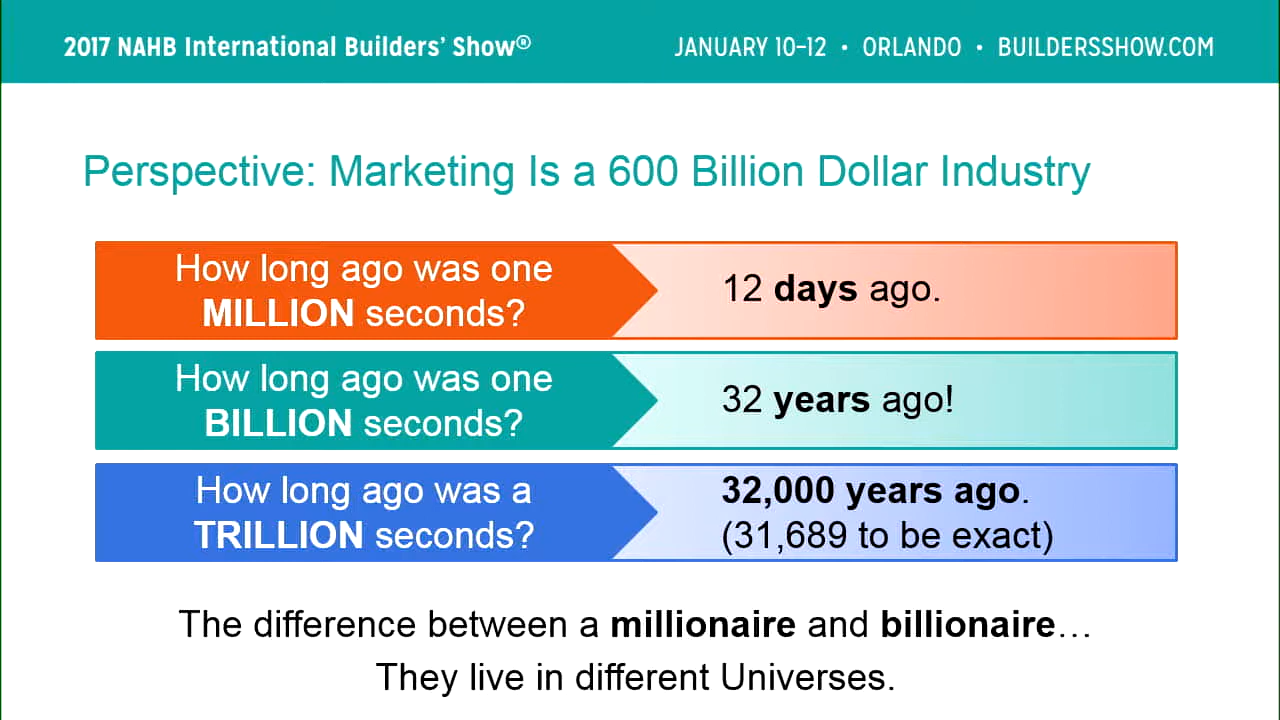 2017 NAHB International Builders' Show® JANUARY 10–12 • ORLANDO • BUILDERSSHOW.COM
Perspective: Marketing Is a 600 Billion Dollar Industry
How long ago was one
MILLION seconds?
12 days ago.
How long ago was one
BILLION seconds?
32 years ago!
How long ago was a
TRILLION seconds?
32,000 years ago.
(31,689 to be exact)
The difference between a millionaire and billionaire…
They live in different Universes.